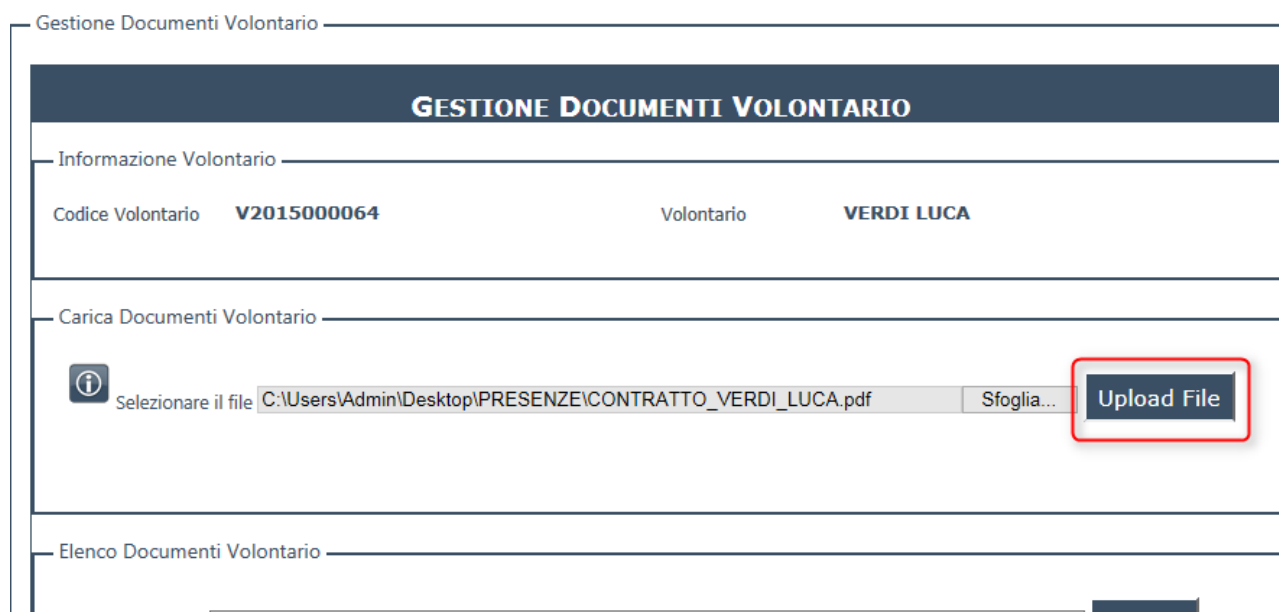 Gestione Documenti Volontario
GESTIONE DOCUMENTI VOLONTARIO
Informazione Volontario
Codice Volontario V2015000064 Volontario VERDI LUCA
Carica Documenti Volontario
Selezionare il file C:\Users\Admin\Desktop\PRESENZE\CONTRATTO_VERDI_LUCA.pdf Sfoglia... Upload File
Elenco Documenti Volontario